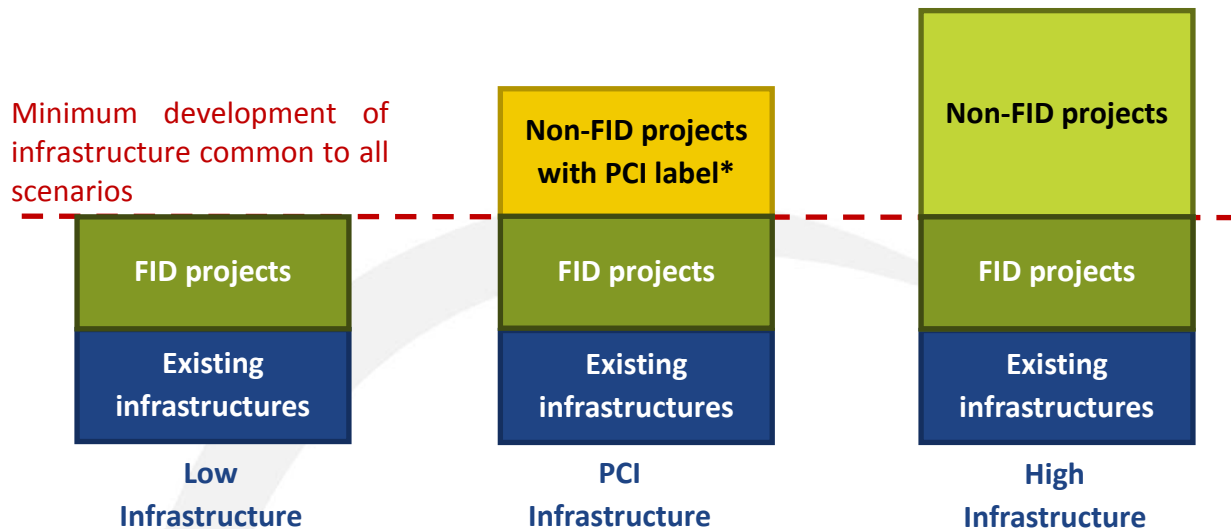 Minimum development of
infrastructure common to all
scenarios
Non-FID projects
with PCI label*
Non-FID projects
FID projects
FID projects
FID projects
Existing
infrastructures
Existing
infrastructures
Existing
infrastructures
Low
Infrastructure
PCI
Infrastructure
High
Infrastructure